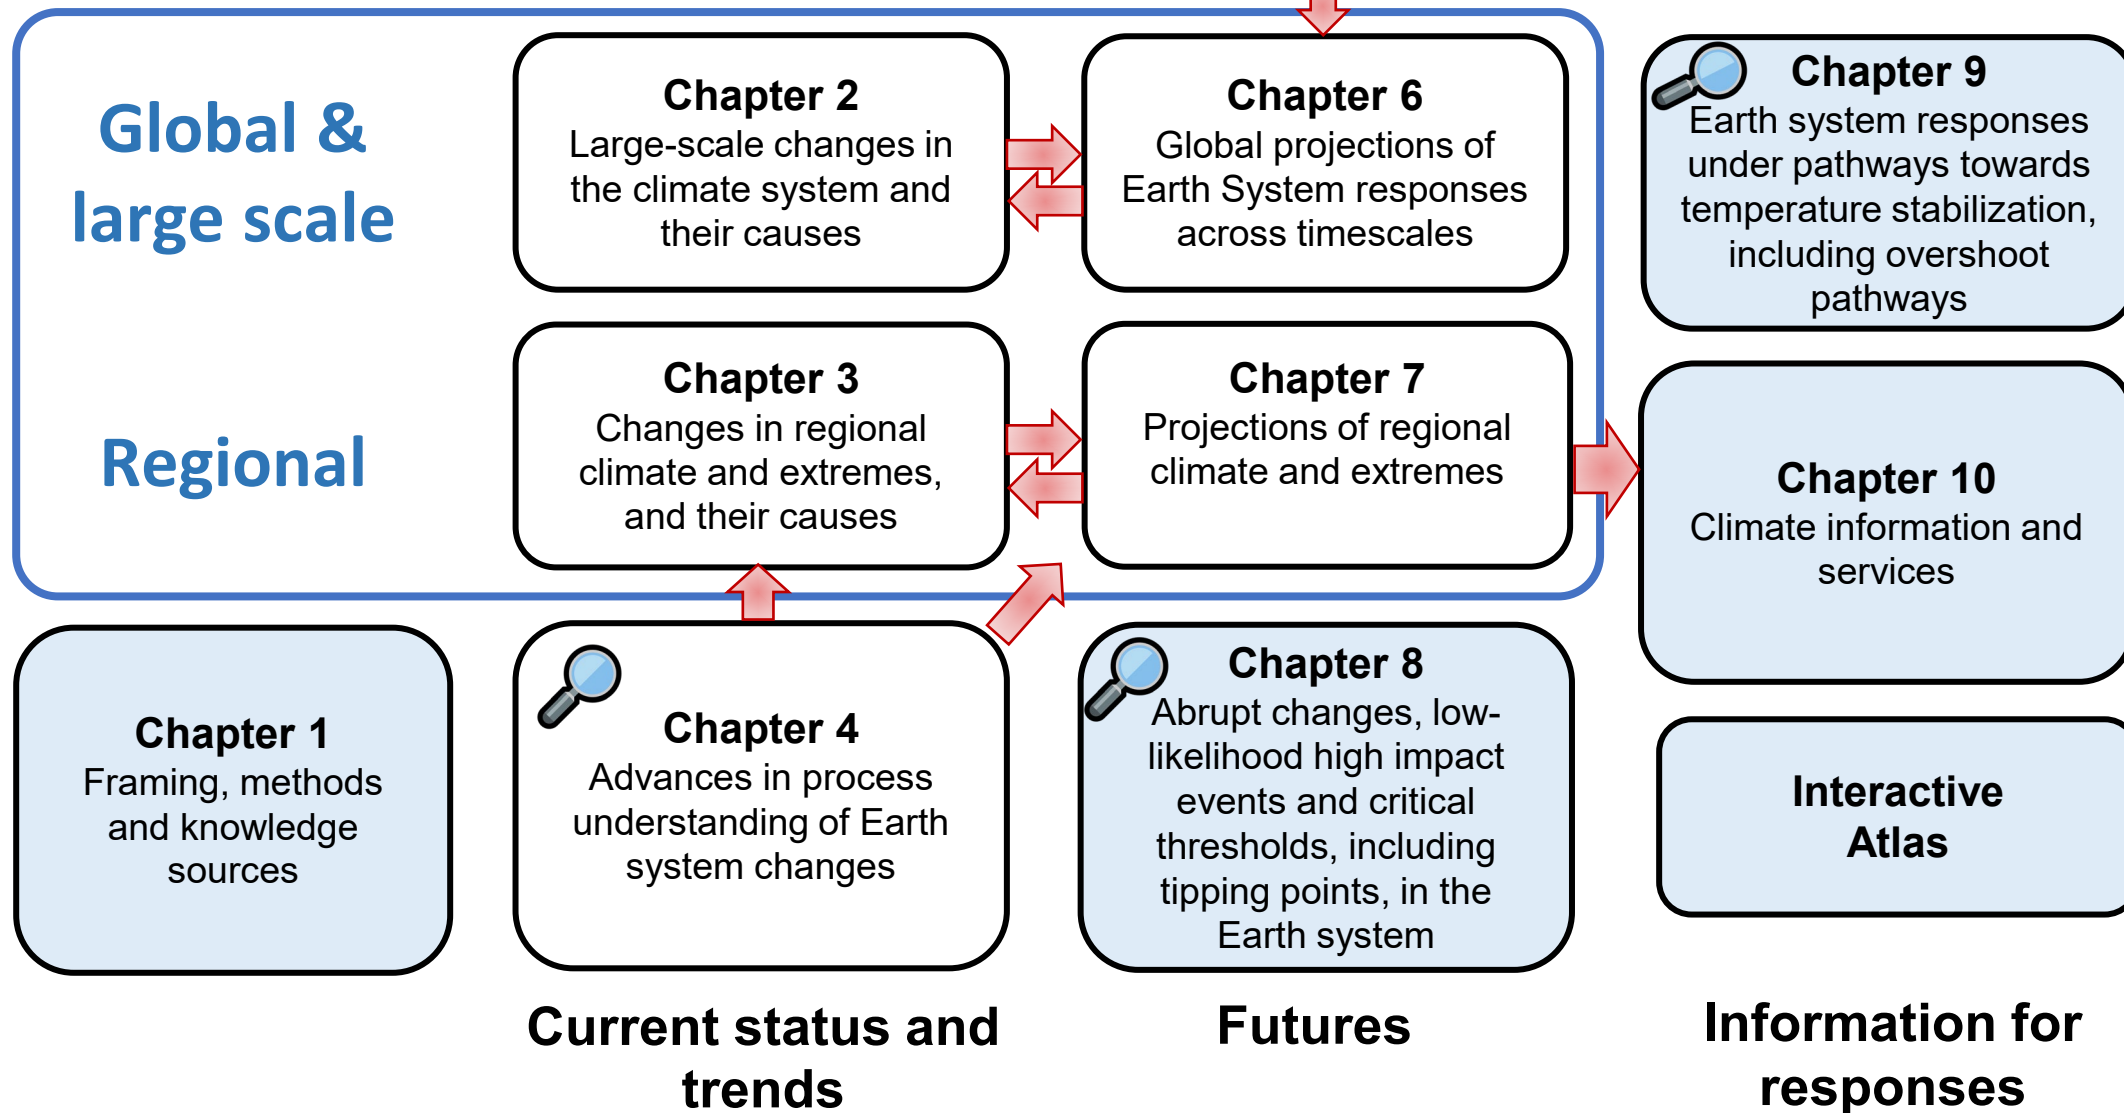 Global &
large scale
Chapter 2
Large-scale changes in
the climate system and
their causes
Chapter 6
Global projections of
Earth System responses
across timescales
Chapter 9
Earth system responses
under pathways towards
temperature stabilization,
including overshoot
pathways
Regional
Chapter 3
Changes in regional
climate and extremes,
and their causes
Chapter 7
Projections of regional
climate and extremes
Chapter 10
Climate information and
services
Chapter 1
Framing, methods
and knowledge
sources
Chapter 4
Advances in process
understanding of Earth
system changes
Chapter 8
Abrupt changes, low-
likelihood high impact
events and critical
thresholds, including
tipping points, in the
Earth system
Interactive
Atlas
Current status and
trends
Futures
Information for
responses